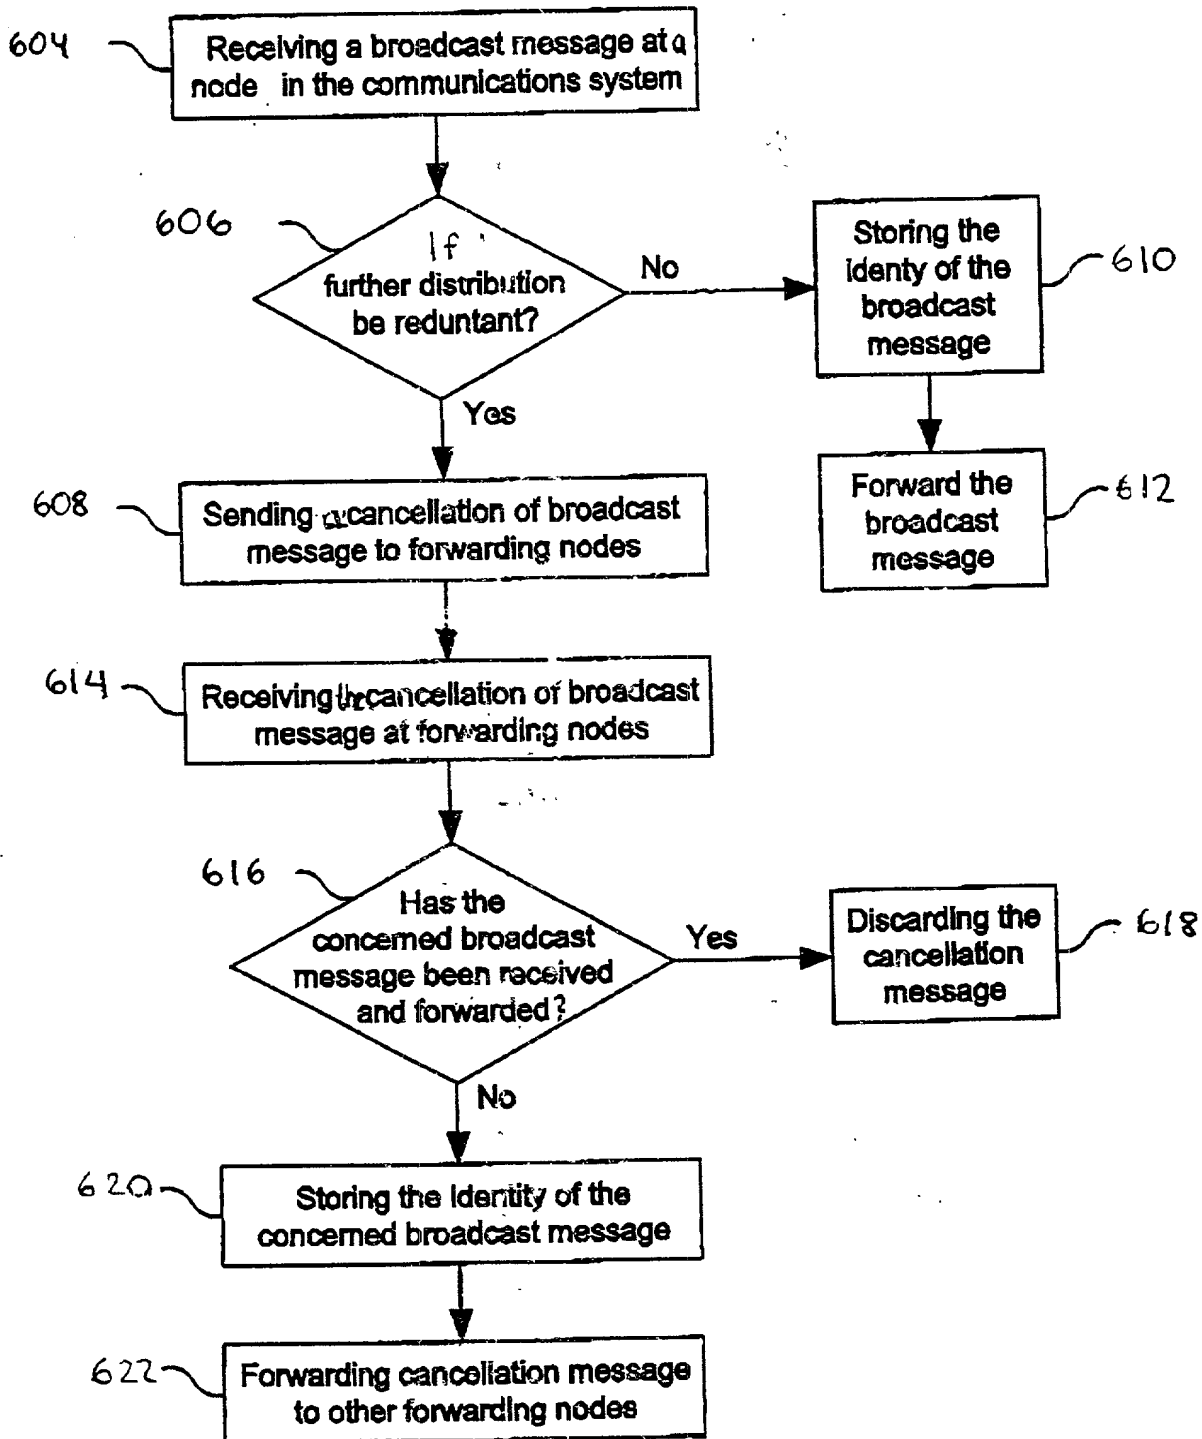 604
Receiving a broadcast message at a
node in the communications system
606
If
further distribution
be reduntant?
No
Storing the
identy of the
broadcast
message
610
Yes
Forward the
broadcast
message
612
608
Sending a cancellation of broadcast
message to forwarding nodes
614
Receiving the cancellation of broadcast
message at forwarding nodes
616
Has the
concerned broadcast
message been received
and forwarded?
Yes
Discarding the
cancellation
message
618
No
620
Storing the identity of the
concerned broadcast message
622
Forwarding cancellation message
to other forwarding nodes